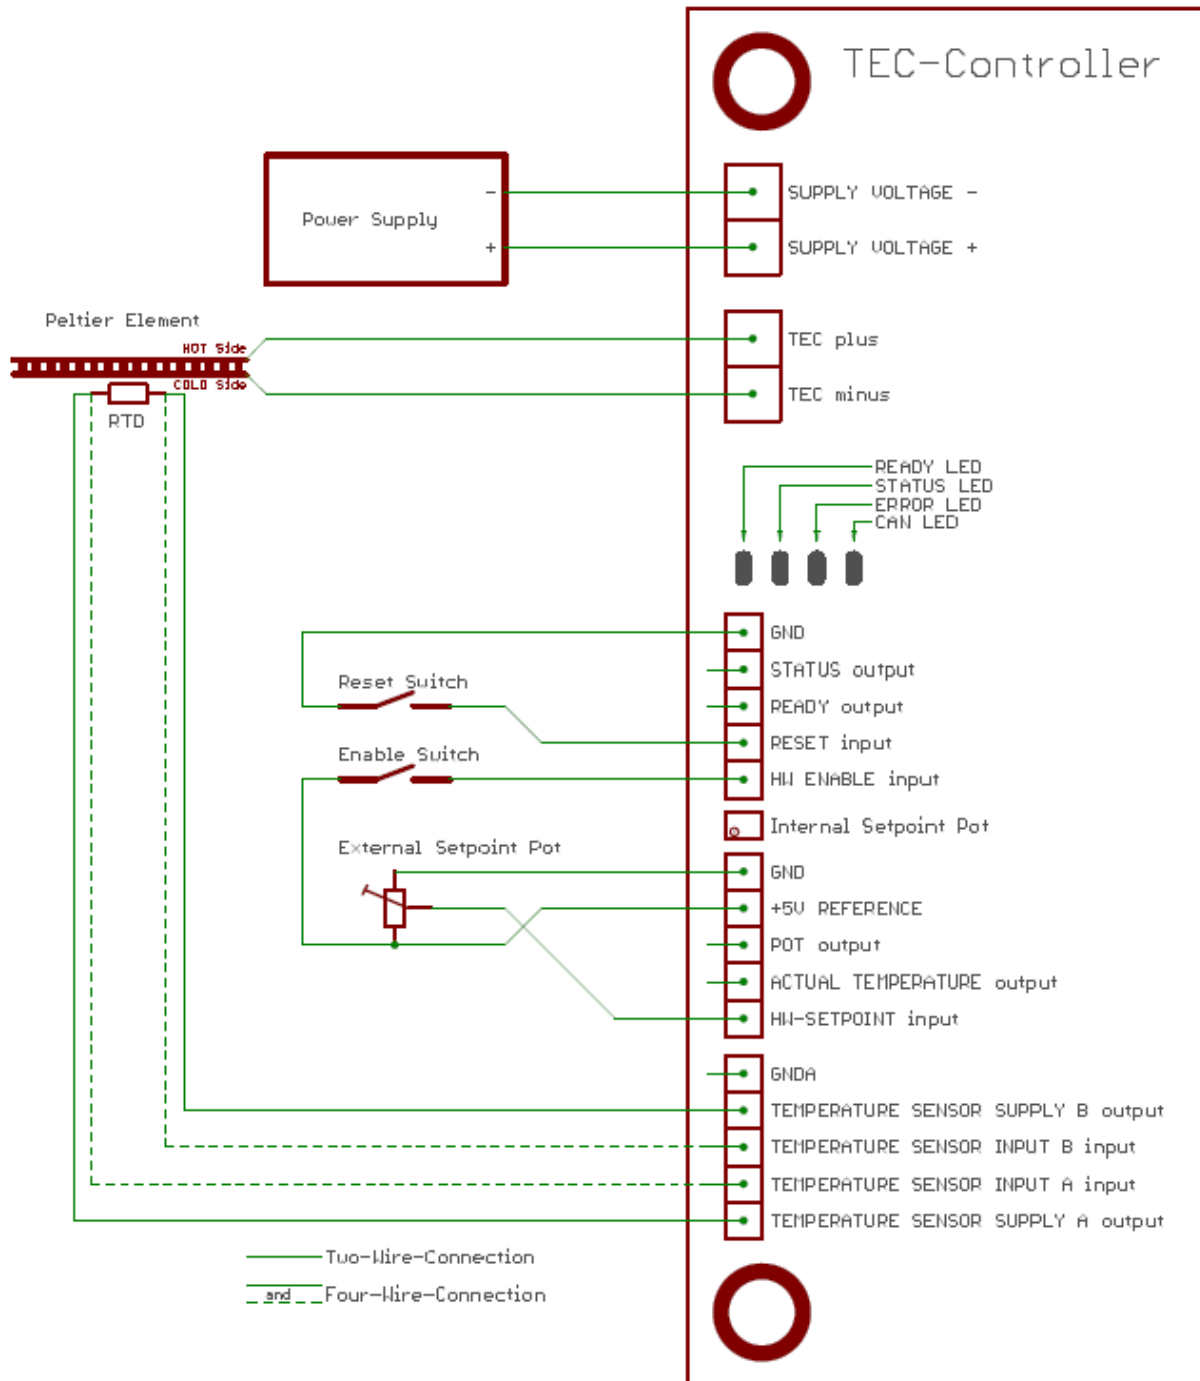 TEC-Controller
-
SUPPLY VOLTAGE -
Power Supply
+
SUPPLY VOLTAGE +
Peltier Element
HOT Side
TEC plus
COLD Side
TEC minus
RTD
READY LED
STATUS LED
ERROR LED
CAN LED
GND
STATUS output
Reset Switch
READY output
RESET input
Enable Switch
HW ENABLE input
Internal Setpoint Pot
External Setpoint Pot
GND
+5V REFERENCE
POT output
ACTUAL TEMPERATURE output
HW-SETPOINT input
GNDA
TEMPERATURE SENSOR SUPPLY B output
TEMPERATURE SENSOR INPUT B input
TEMPERATURE SENSOR INPUT A input
TEMPERATURE SENSOR SUPPLY A output
Two-Wire-Connection
and Four-Wire-Connection